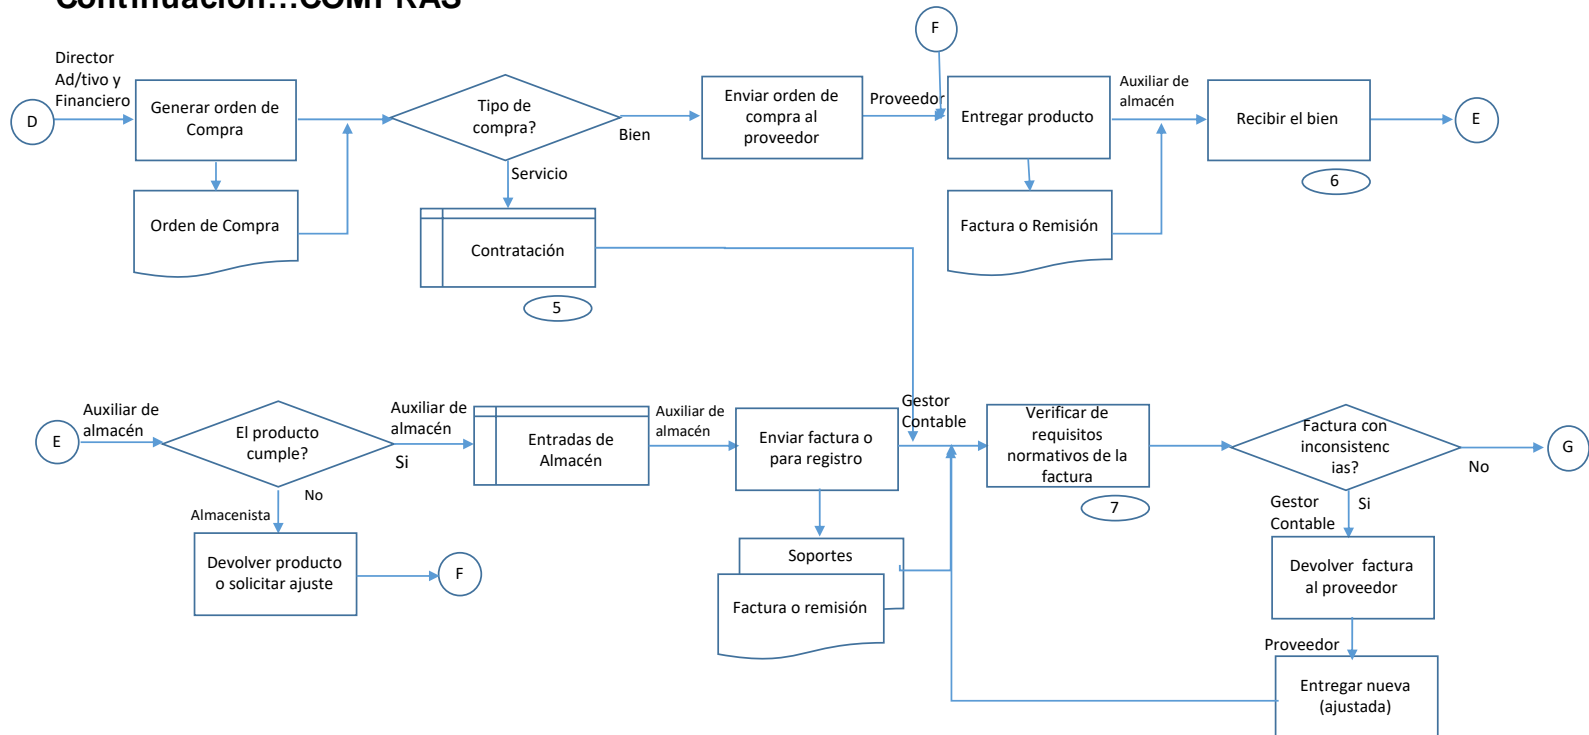 Continuación...COMPRAS
F
Director
Ad/tivo y
Financiero
D
Generar orden de
Compra
Tipo de
compra?
Bien
Enviar orden de
compra al
proveedor
Proveedor
Entregar producto
Auxiliar de
almacén
Recibir el bien
E
6
Servicio
Orden de Compra
Contratación
5
Factura o Remisión
E
Auxiliar de
almacén
El producto
cumple?
Auxiliar de
almacén
Si
Entradas de
Almacén
Auxiliar de
almacén
Enviar factura o
para registro
Gestor
Contable
Verificar de
requisitos
normativos de la
factura
7
Factura con
inconsistenc
ias?
No
G
No
Almacenista
Devolver producto
o solicitar ajuste
F
Soportes
Factura o remisión
Gestor
Contable
Si
Devolver factura
al proveedor
Proveedor
Entregar nueva
(ajustada)